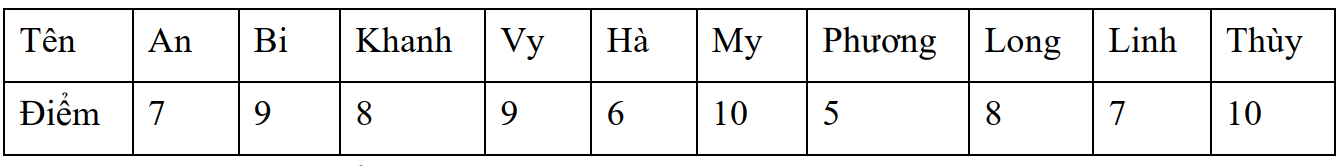 Tên An Bi Khanh Vy Hà My Phương Long Linh Thùy
Điểm 7 9 8 9 6 10 5 8 7 10